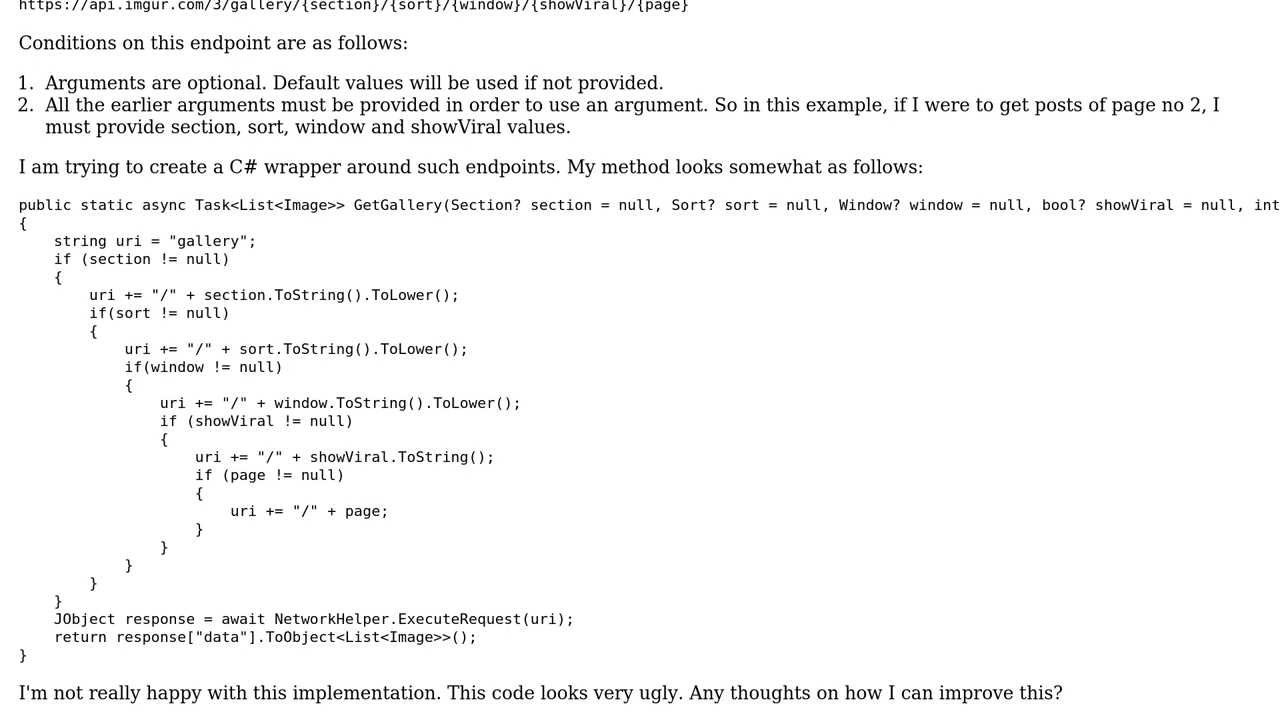 https://api.imgur.com/3/gallery/{section}/{sort}/{window}/{showViral}/{page}
Conditions on this endpoint are as follows:
1. Arguments are optional. Default values will be used if not provided.
2. All the earlier arguments must be provided in order to use an argument. So in this example, if I were to get posts of page no 2, I
must provide section, sort, window and showViral values.
I am trying to create a C# wrapper around such endpoints. My method looks somewhat as follows:
public static async Task<List<Image>> GetGallery(Section? section = null, Sort? sort = null, Window? window = null, bool? showViral = null, int
{
    string uri = "gallery";
    if (section != null)
    {
        uri += "/" + section.ToString().ToLower();
        if(sort != null)
        {
            uri += "/" + sort.ToString().ToLower();
            if(window != null)
            {
                uri += "/" + window.ToString().ToLower();
                if (showViral != null)
                {
                    uri += "/" + showViral.ToString();
                    if (page != null)
                    {
                        uri += "/" + page;
                    }
                }
            }
        }
    }
    JObject response = await NetworkHelper.ExecuteRequest(uri);
    return response["data"].ToObject<List<Image>>();
}
I'm not really happy with this implementation. This code looks very ugly. Any thoughts on how I can improve this?